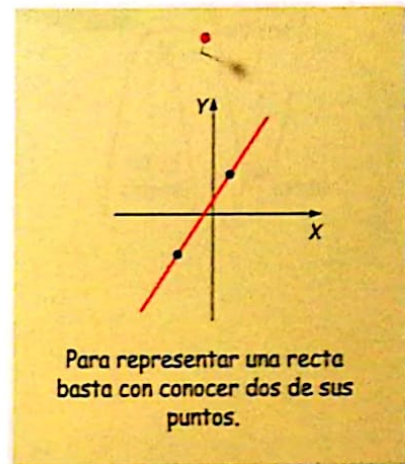 Y
X
Para representar una recta
basta con conocer dos de sus
puntos.